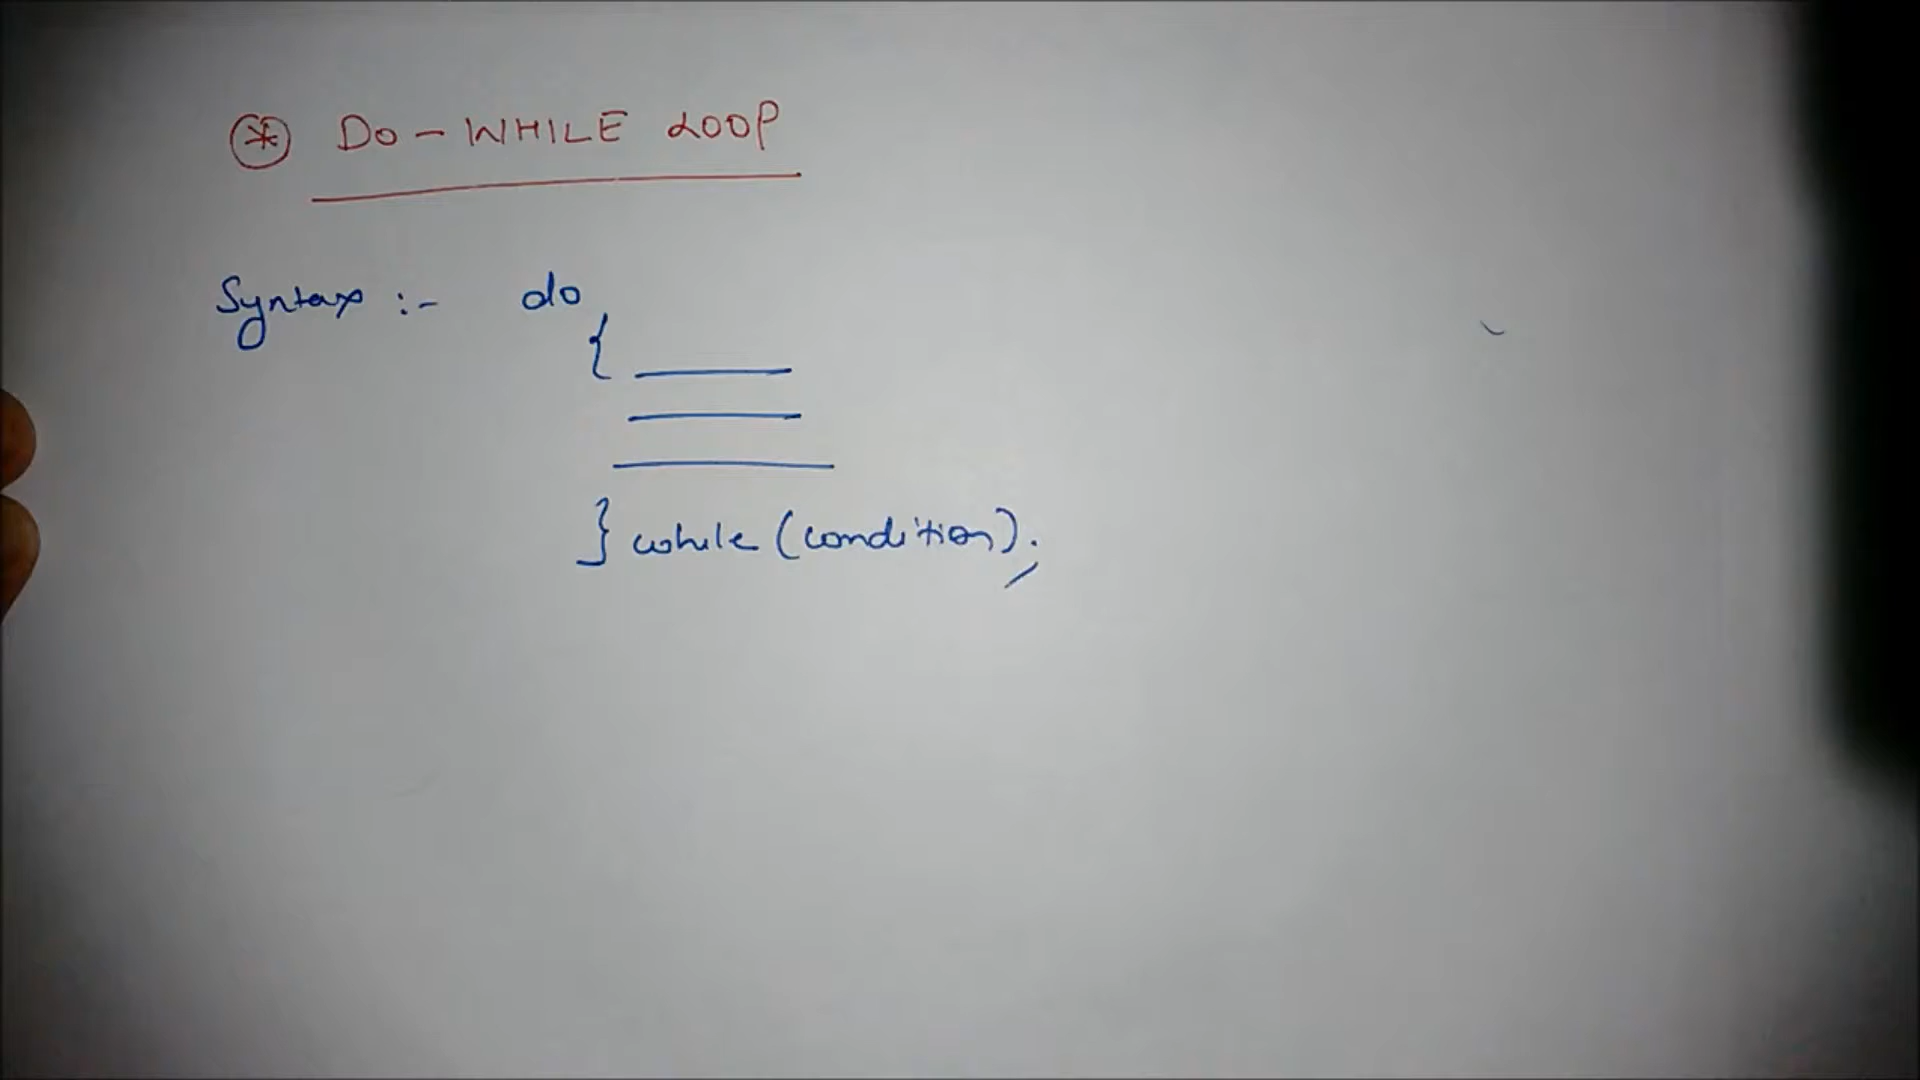 * DO - WHILE LOOP
Syntax :- do
{
} while (condition);